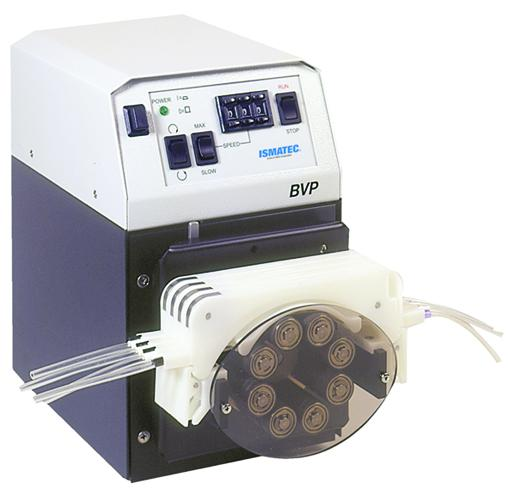 POWER
RUN
MAX
SPEED
STOP
SLOW
ISMATEC
BVP